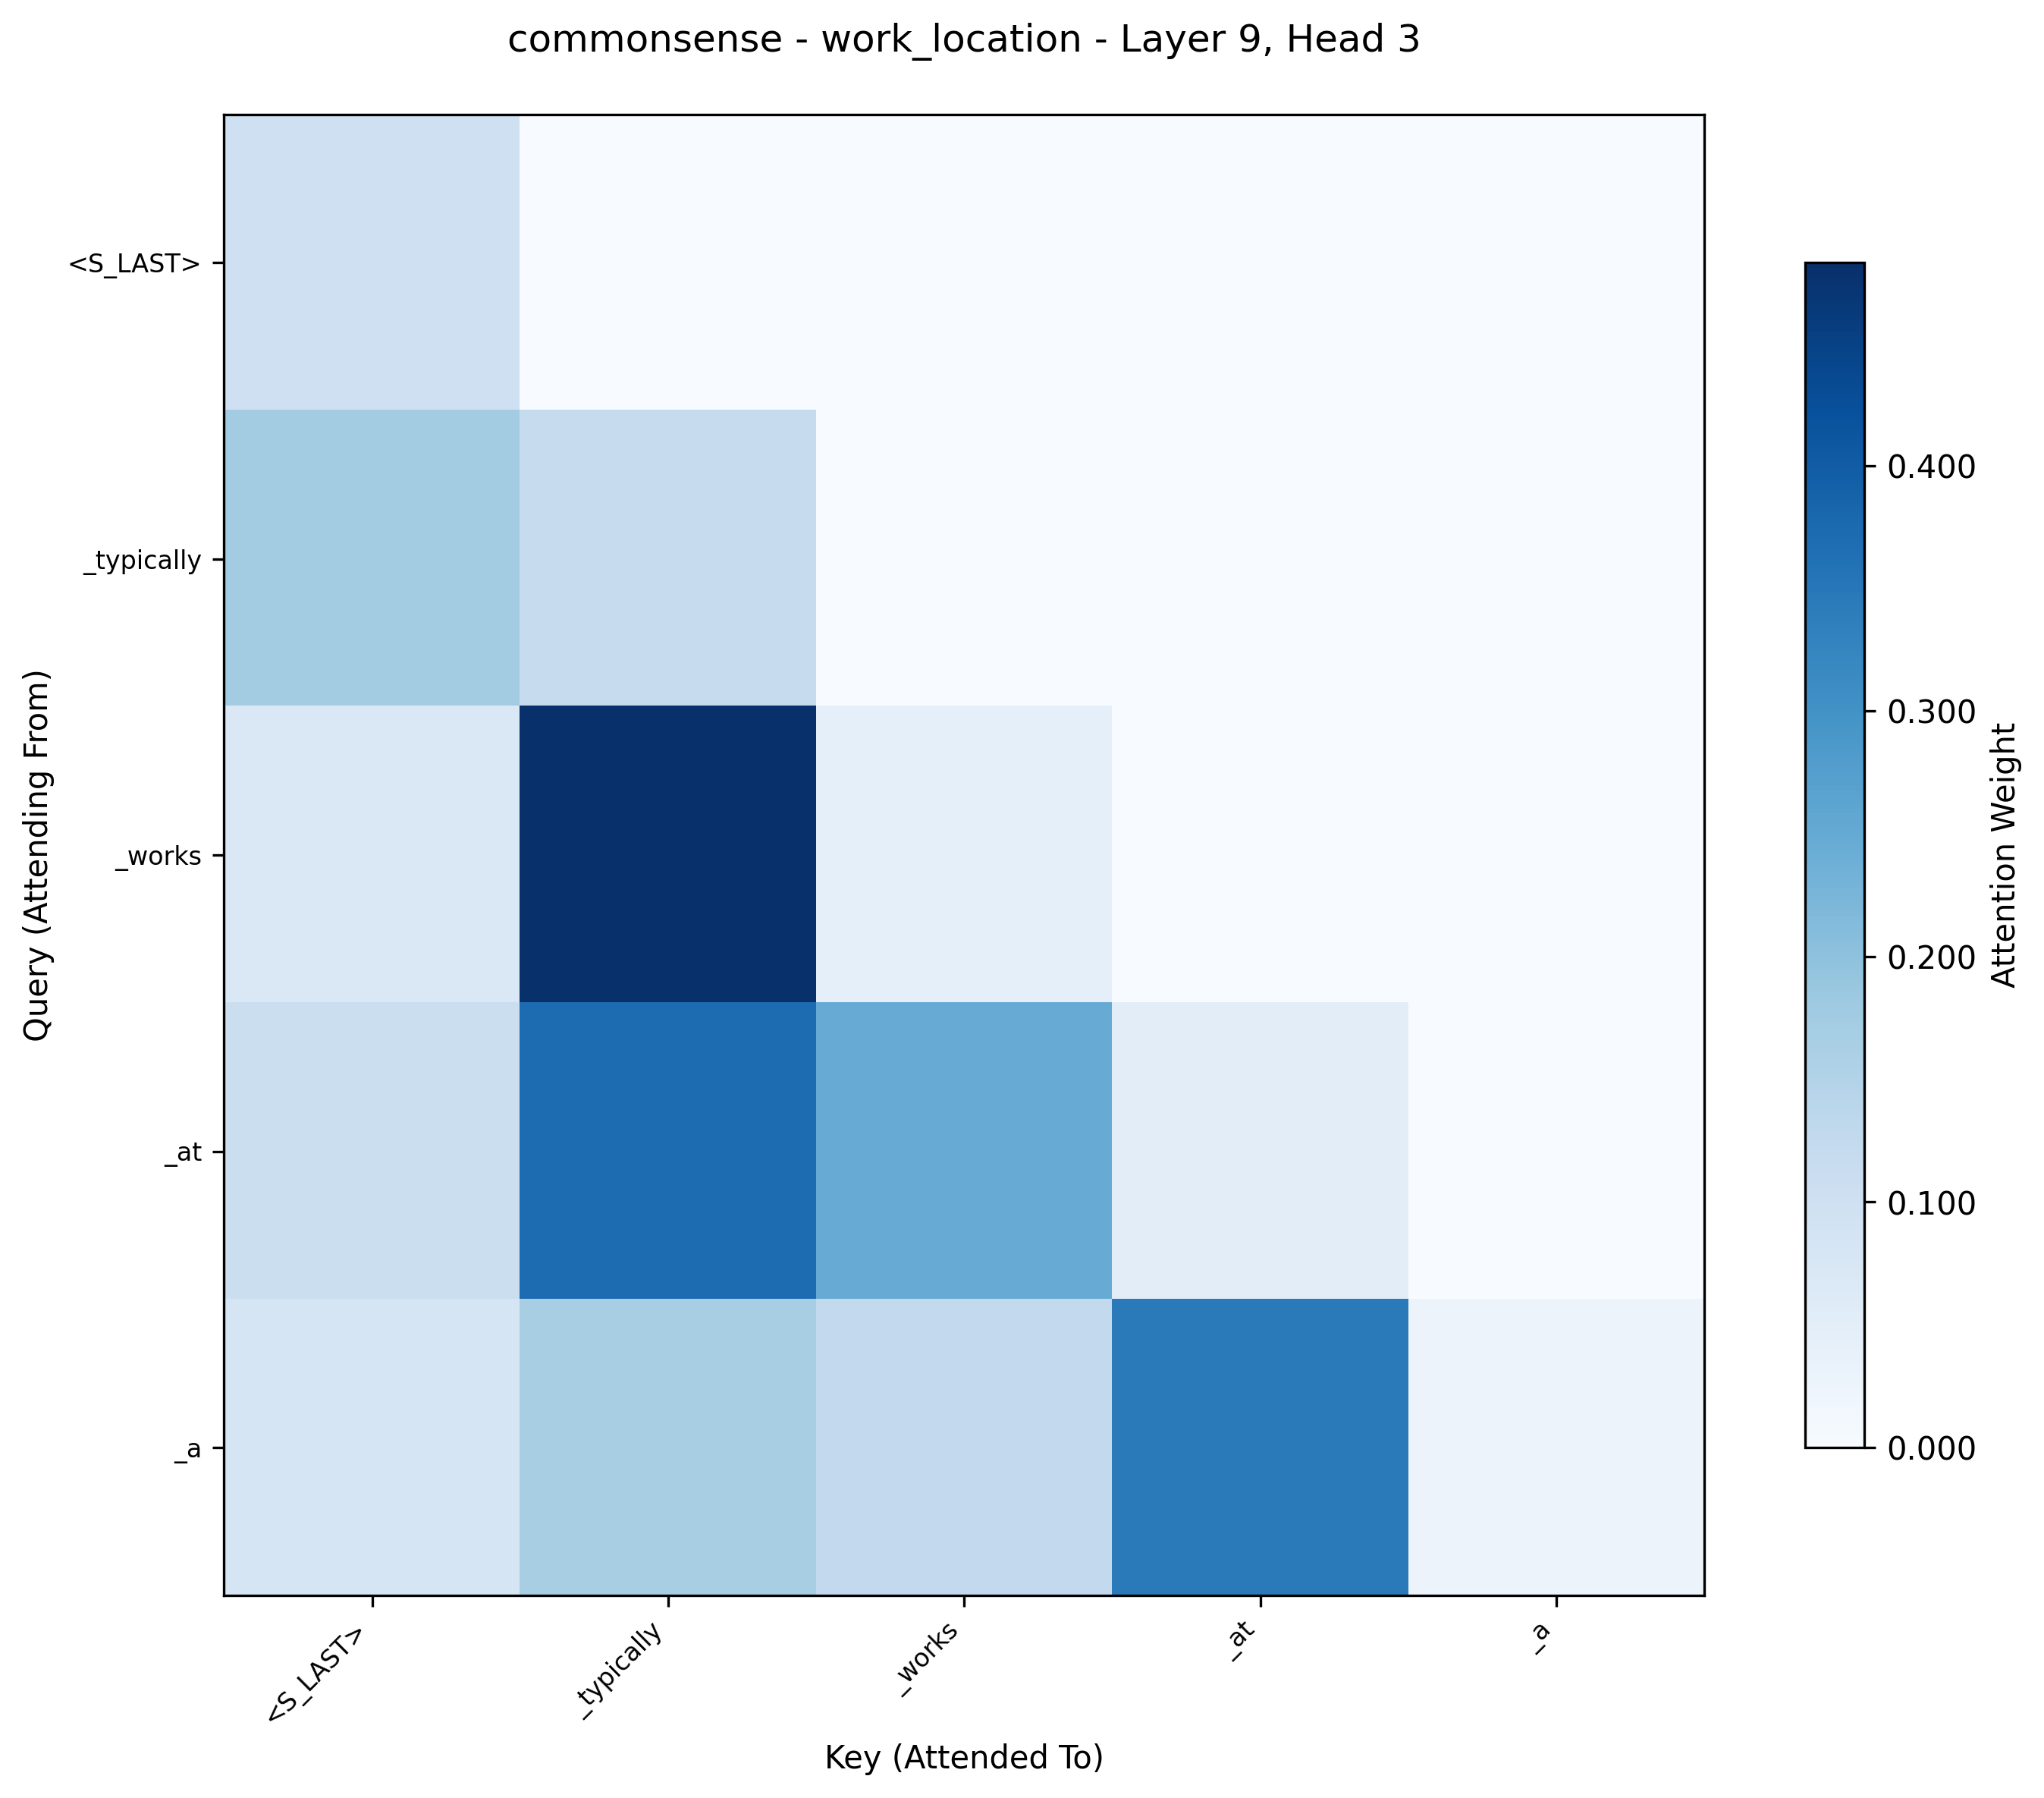 commonsense - work_location - Layer 9, Head 3
<S_LAST>
_typically
_works
_at
_a
Query (Attending From)
<S_LAST>
_typically
_works
_at
_a
Key (Attended To)
0.400
0.300
0.200
0.100
0.000
Attention Weight